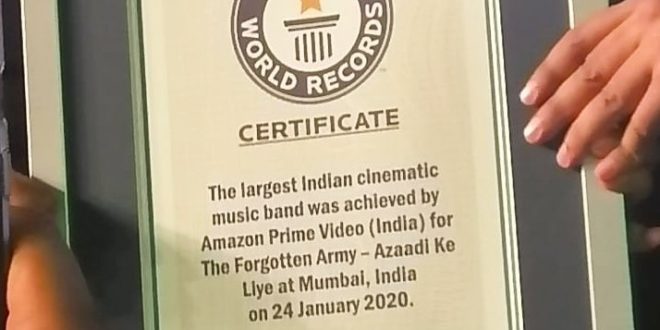 WORLD RECORDS
CERTIFICATE
The largest Indian cinematic
music band was achieved by
Amazon Prime Video (India) for
The Forgotten Army – Azaadi Ke
Liye at Mumbai, India
on 24 January 2020.